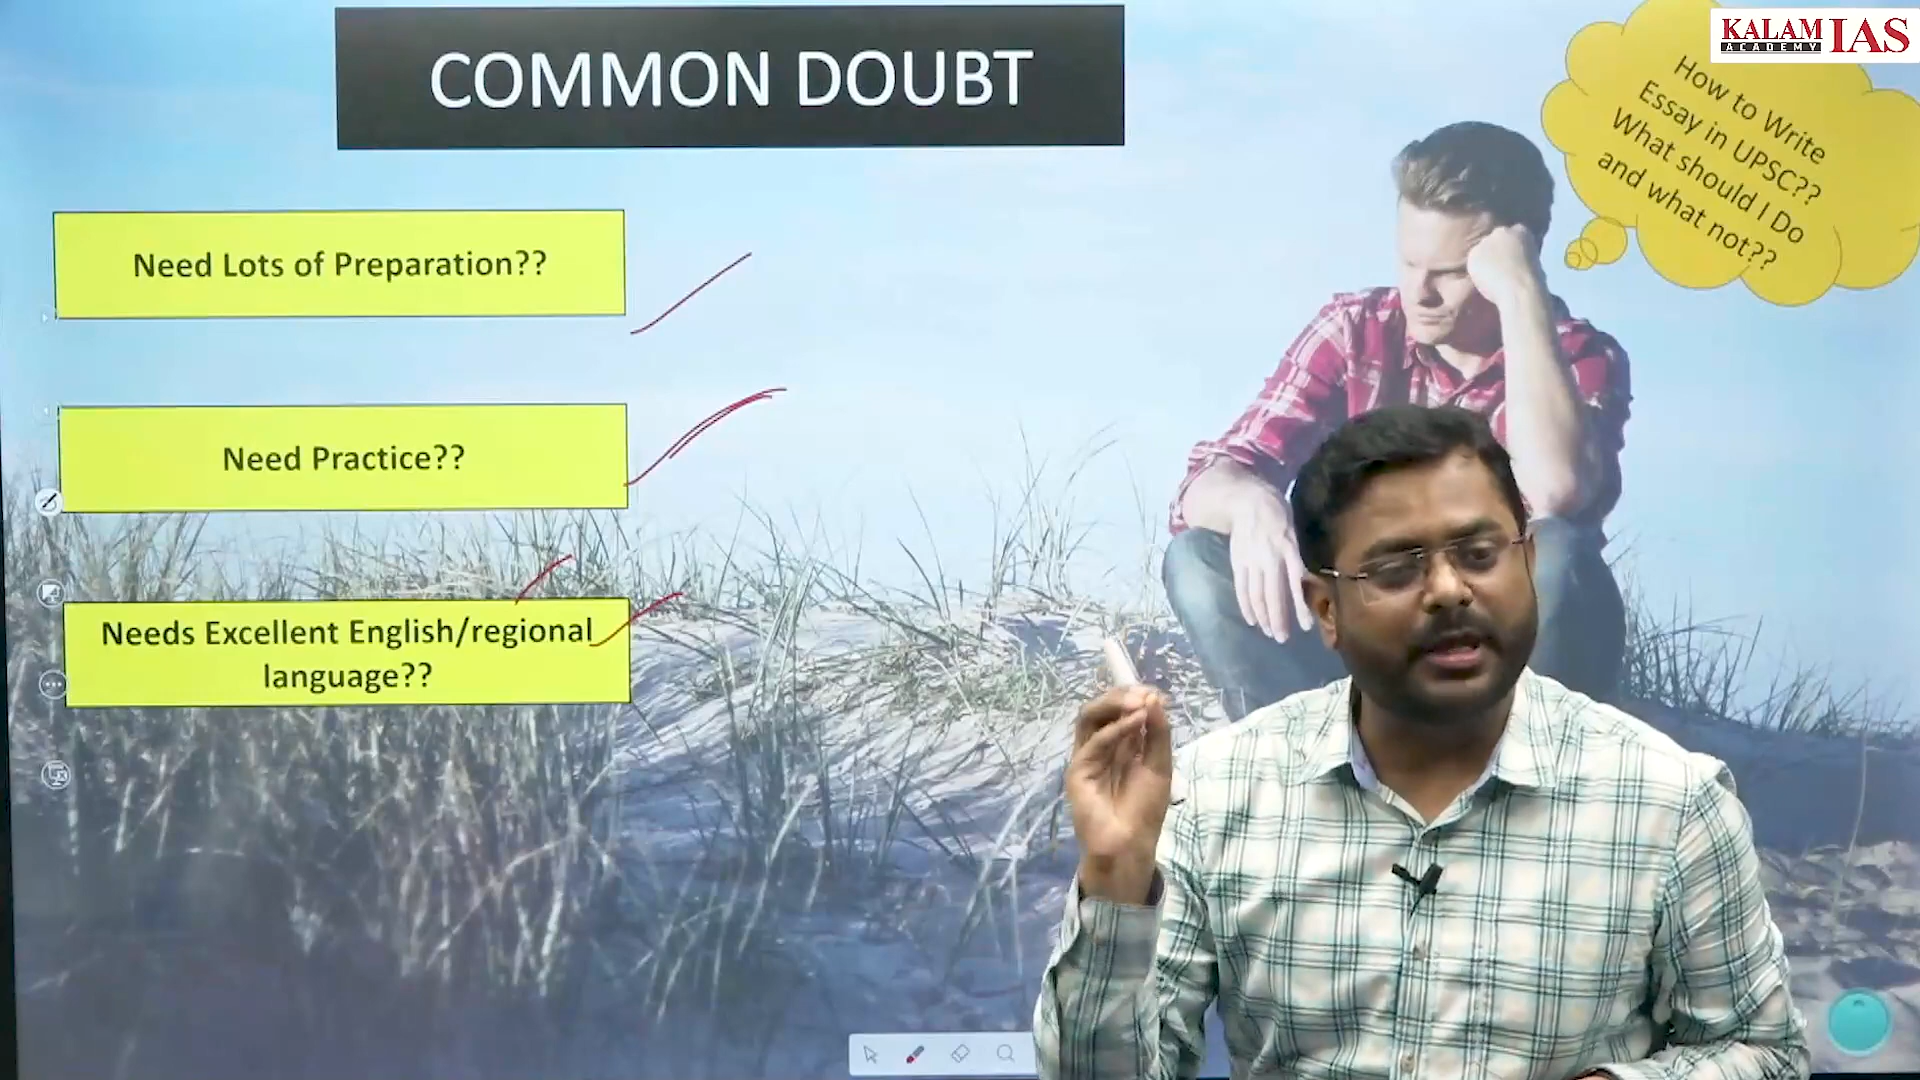 COMMON DOUBT
KALAM IAS
ACADEMY
How to Write
Essay in UPSC??
What should I Do
and what not??
Need Lots of Preparation??
Need Practice??
Needs Excellent English/regional
language??